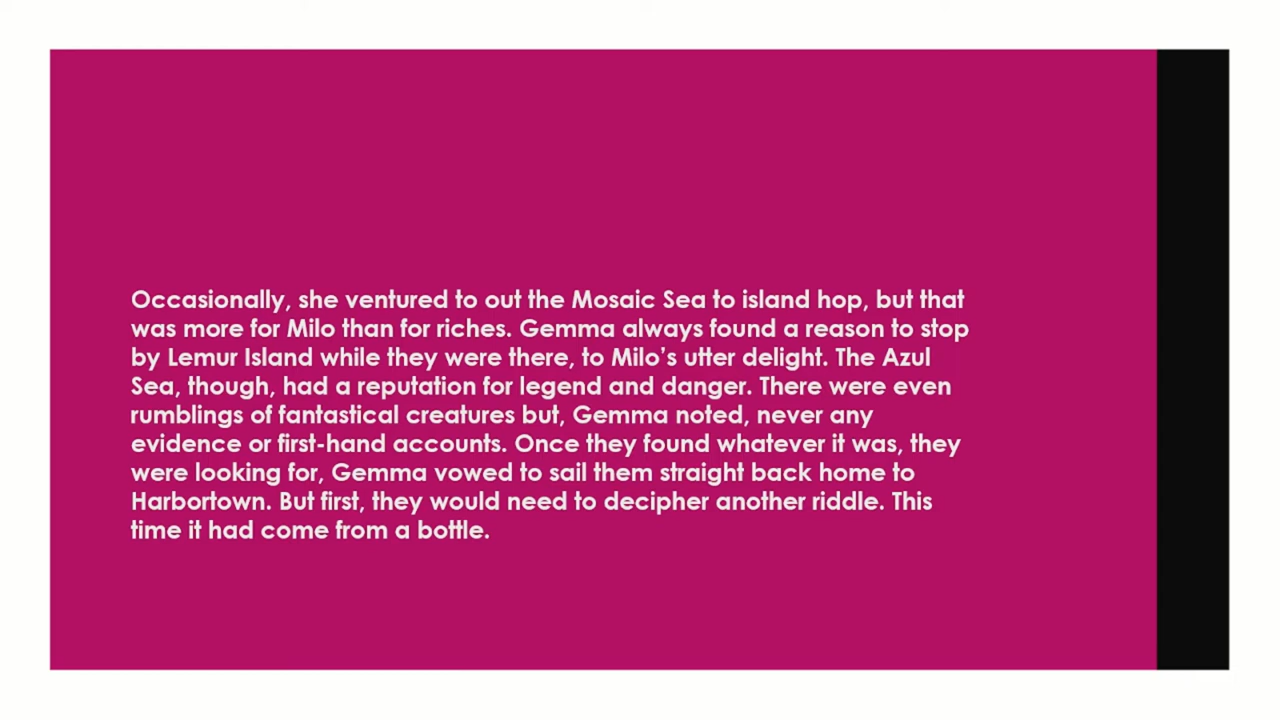 Occasionally, she ventured to out the Mosaic Sea to island hop, but that
was more for Milo than for riches. Gemma always found a reason to stop
by Lemur Island while they were there, to Milo’s utter delight. The Azul
Sea, though, had a reputation for legend and danger. There were even
rumblings of fantastical creatures but, Gemma noted, never any
evidence or first-hand accounts. Once they found whatever it was, they
were looking for, Gemma vowed to sail them straight back home to
Harbortown. But first, they would need to decipher another riddle. This
time it had come from a bottle.